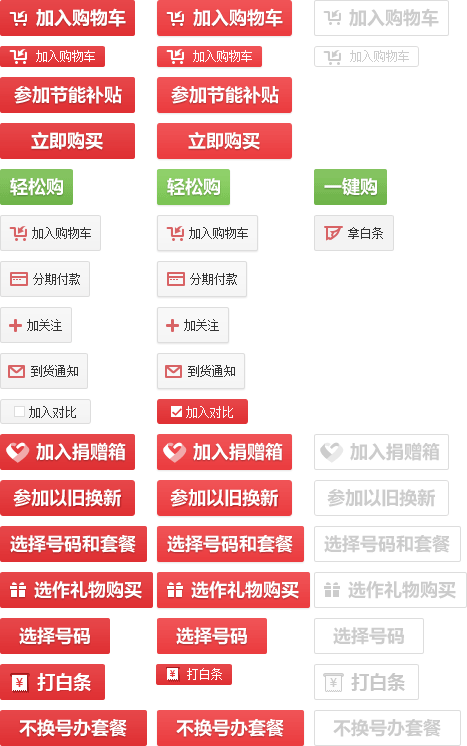 加入购物车 加入购物车 加入购物车
加入购物车 加入购物车 加入购物车
参加节能补贴 参加节能补贴
立即购买 立即购买
轻松购 轻松购 一键购
加入购物车 加入购物车 拿白条
分期付款 分期付款
加关注 加关注
到货通知 到货通知
加入对比 加入对比
加入捐赠箱 加入捐赠箱 加入捐赠箱
参加以旧换新 参加以旧换新 参加以旧换新
选择号码和套餐 选择号码和套餐 选择号码和套餐
选作礼物购买 选作礼物购买 选作礼物购买
选择号码 选择号码 选择号码
¥ 打白条 ¥ 打白条 ¥ 打白条
不换号办套餐 不换号办套餐 不换号办套餐